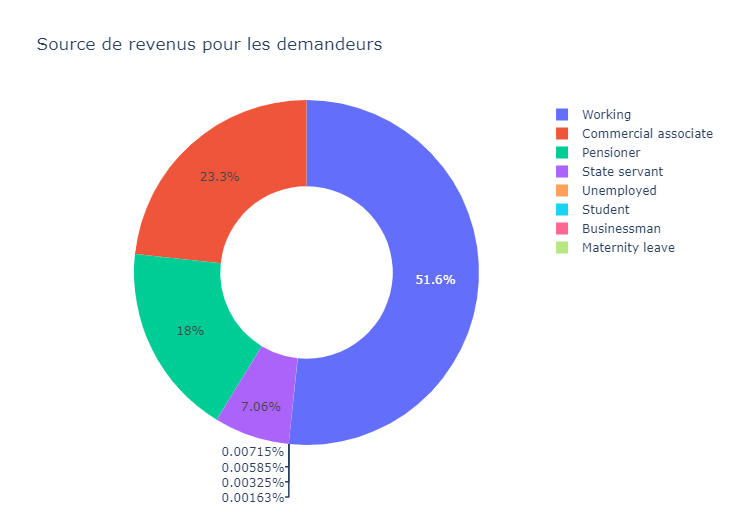 Source de revenus pour les demandeurs
Working
Commercial associate
Pensioner
State servant
Unemployed
Student
Businessman
Maternity leave
23.3%
51.6%
18%
7.06%
0.00715%
0.00585%
0.00325%
0.00163%